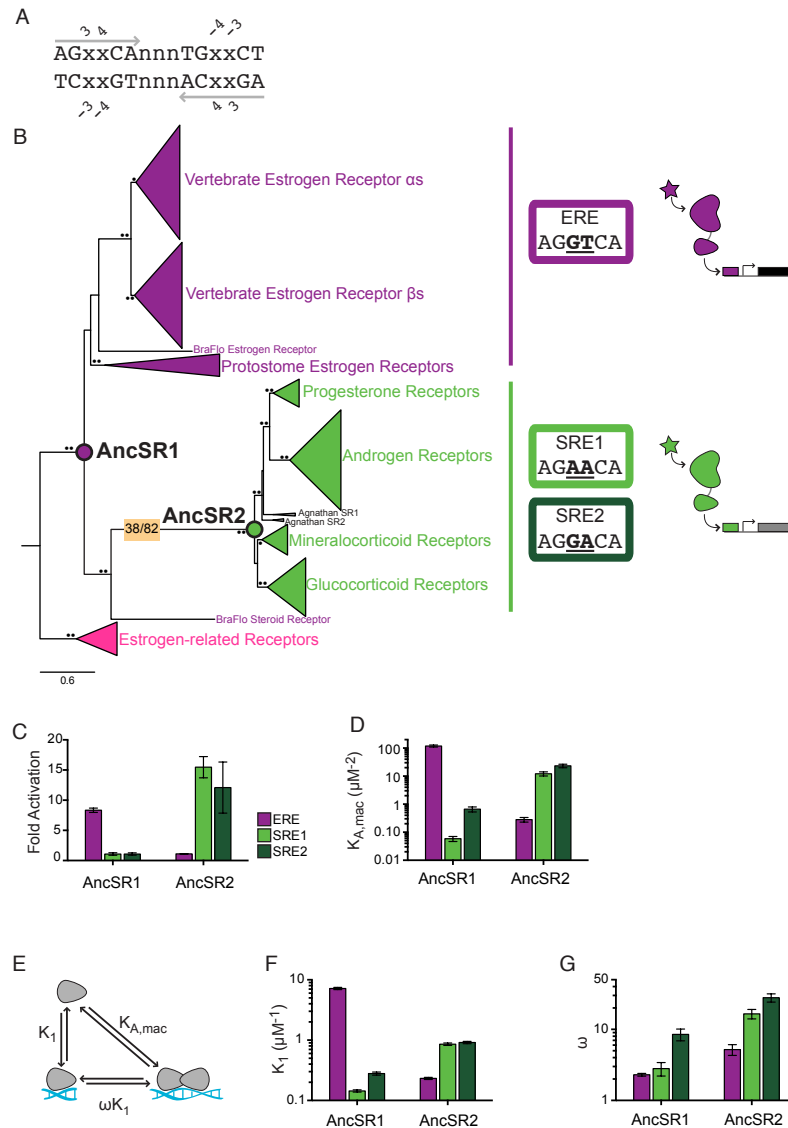 A
3 4 -4 -3
AGxxCAnnnTGxxCT
TCxxGTnnnACxxGA
-3 -4 4 3
B
Vertebrate Estrogen Receptor αs
Vertebrate Estrogen Receptor βs
BraFlo Estrogen Receptor
Protostome Estrogen Receptors
Progesterone Receptors
AncSR1
Androgen Receptors
AncSR2
Agnathan SR1
Agnathan SR2
38/82
Mineralocorticoid Receptors
Glucocorticoid Receptors
BraFlo Steroid Receptor
Estrogen-related Receptors
0.6
ERE
AGGTCA
SRE1
AGAACA
SRE2
AGGACA
C
Fold Activation
20
15
10
5
0
AncSR1 AncSR2
ERE
SRE1
SRE2
D
KA,mac (µM-2)
100
10
1
0.10
0.01
AncSR1 AncSR2
E
K1
KA,mac
ωK1
F
K1 (µM-1)
10
1
0.1
AncSR1 AncSR2
G
ω
50
10
1
AncSR1 AncSR2